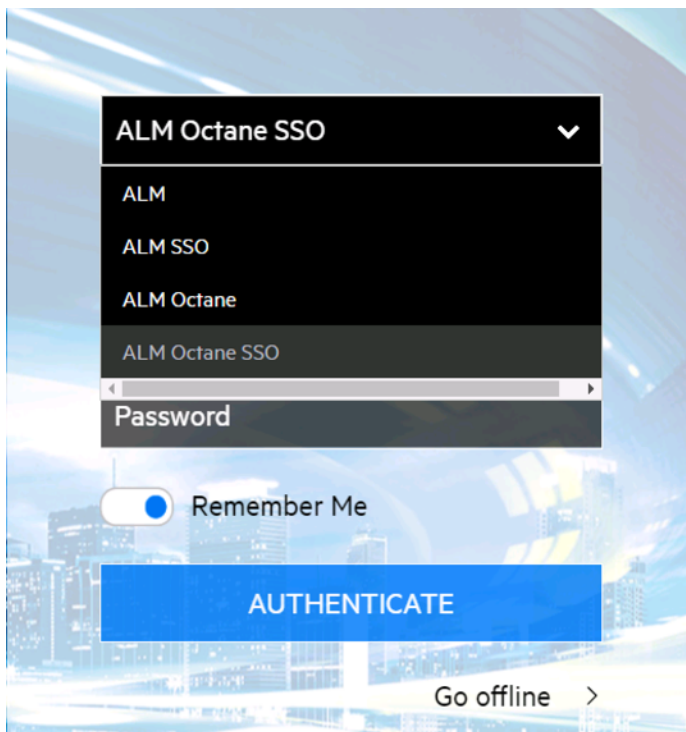 ALM Octane SSO
ALM
ALM SSO
ALM Octane
ALM Octane SSO
Password
Remember Me
AUTHENTICATE
Go offline